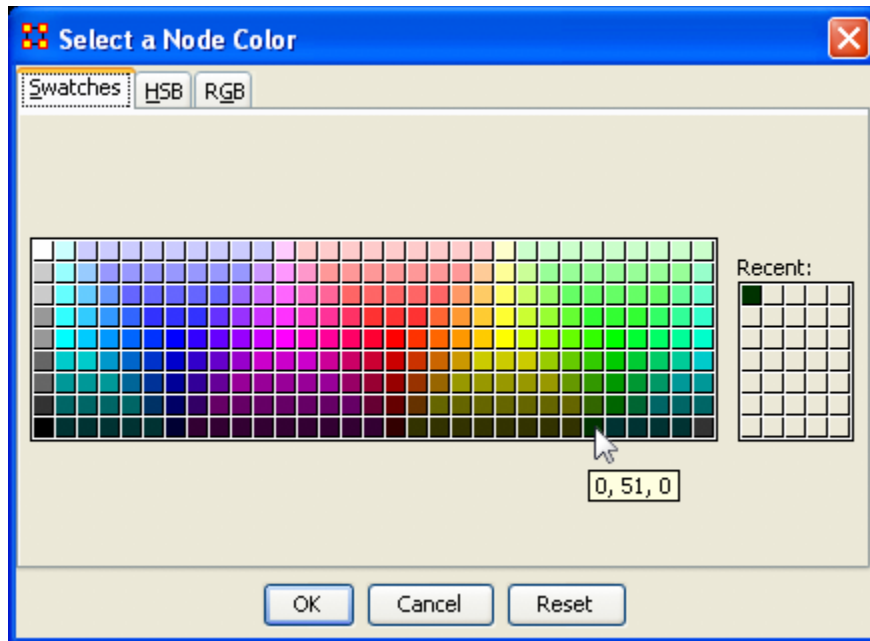 Select a Node Color
Swatches HSB RGB
Recent:
0, 51, 0
OK Cancel Reset